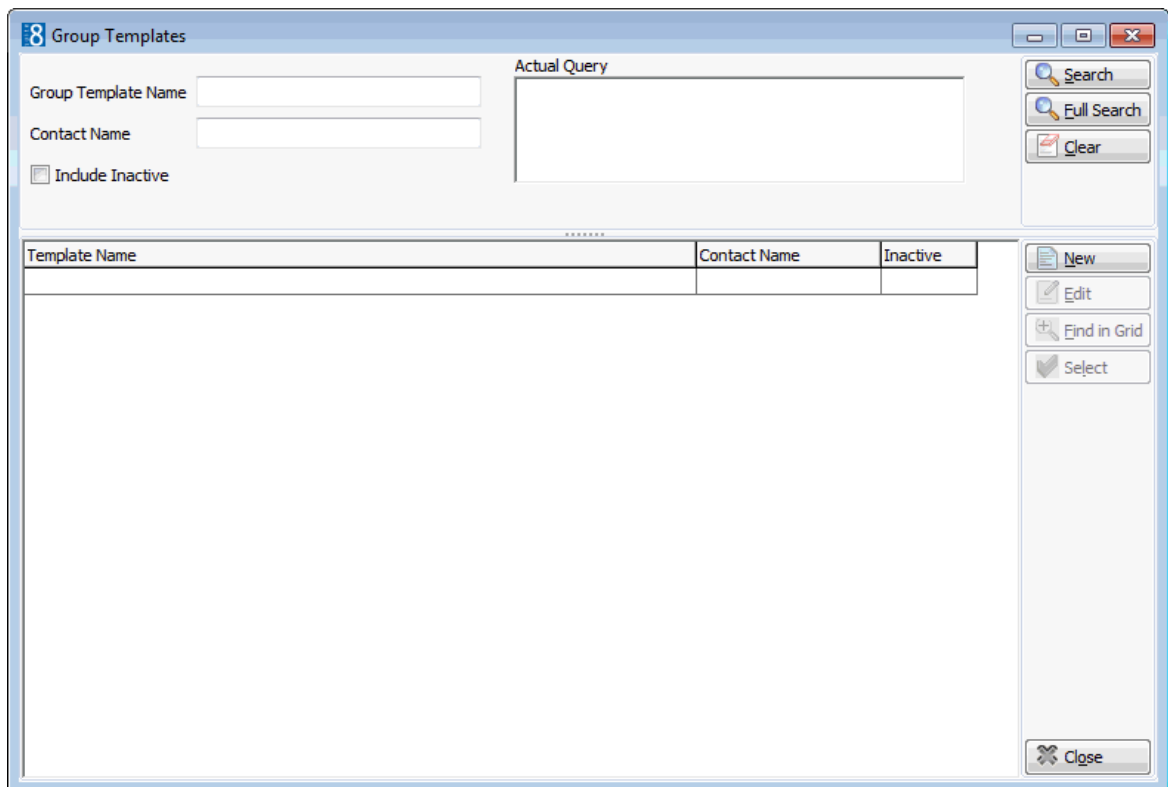 8 Group Templates
Group Template Name
Contact Name
Include Inactive
Actual Query
Search
Full Search
Clear
Template Name Contact Name Inactive
New
Edit
Find in Grid
Select
Close